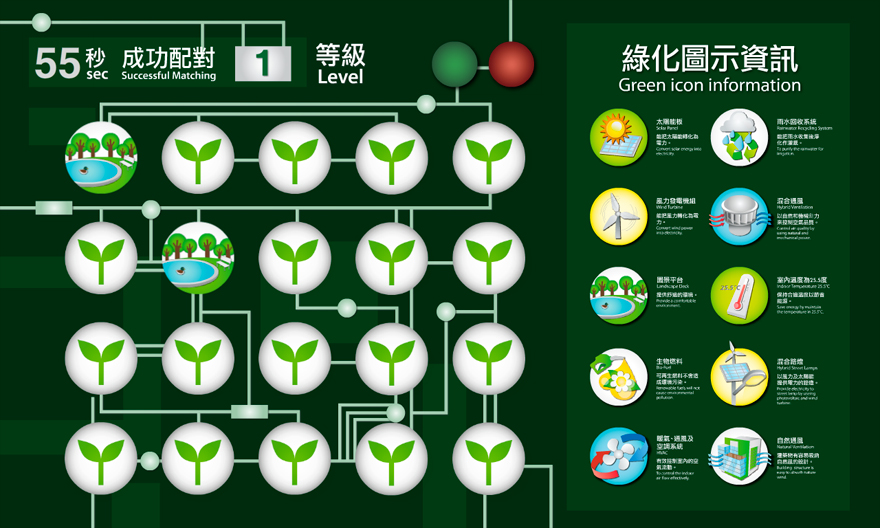 55
秒
sec
成功配對
Successful Matching
1
等級
Level
綠化圖示資訊
Green icon information
太陽能板
Solar Panel
能把太陽能轉化為
電力。
Convert solar energy into
electricity.
雨水回收系統
Rainwater Recycling System
能把雨水收集後淨
化作灌溉。
To purify the rainwater for
irrigation.
風力發電機組
Wind Turbine
能把風力轉化為電
力。
Convert wind power
into electricity.
混合通風
Hybrid Ventilation
以自然和機械引力
來控制空氣品質。
Control air quality by
using natural and
mechanical power.
園景平台
Landscape Deck
提供舒適的環境。
Provide a comfortable
environment.
25.5°C
室內溫度為25.5度
Indoor Temperature 25.5°C
保持合適溫度以節省
能源。
Save energy by maintain
the temperature in 25.5°C.
生物燃料
Bio-Fuel
可再生燃料不會造
成環境污染。
Renewable fuels will not
cause environmental
pollution.
混合路燈
Hybrid Street Lamps
以風力及太陽能
提供電力的路燈。
Provide electricity to
street lamp by using
photovoltaic and wind
turbine.
暖氣、通風及
空調系統
HVAC
有效控制室內的空
氣流動。
To control the indoor
air flow effectively.
自然通風
Natural Ventilation
建築物有容易吸納
自然風的設計。
Building structure is
easy to absorb nature
wind.